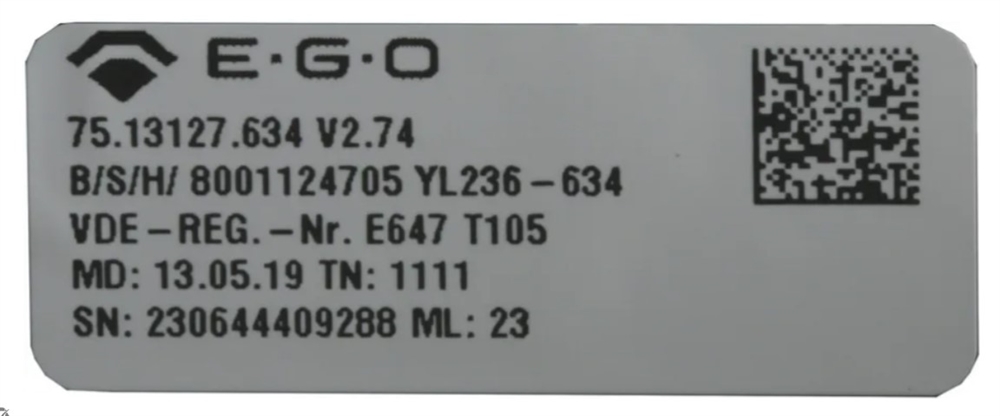 E·G·O
75.13127.634 V2.74
B/S/H/ 8001124705 YL236-634
VDE-REG.-Nr. E647 T105
MD: 13.05.19 TN: 1111
SN: 230644409288 ML: 23